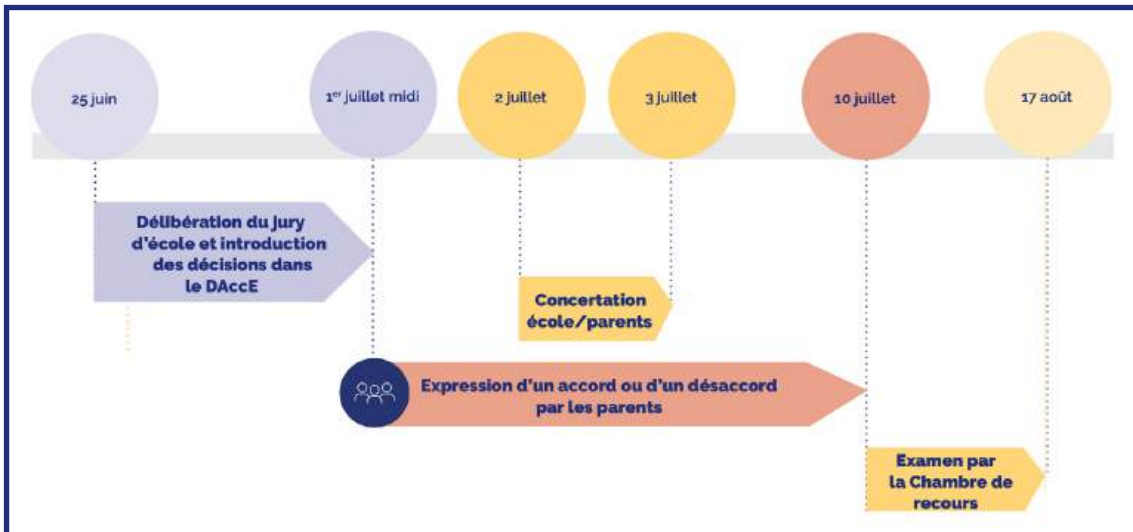 25 juin
1er juillet midi
2 juillet
3 juillet
10 juillet
17 août
Délibération du jury
d'école et introduction
des décisions dans
le DAccE
Concertation
école/parents
Expression d'un accord ou d'un désaccord
par les parents
Examen par
la Chambre de
recours